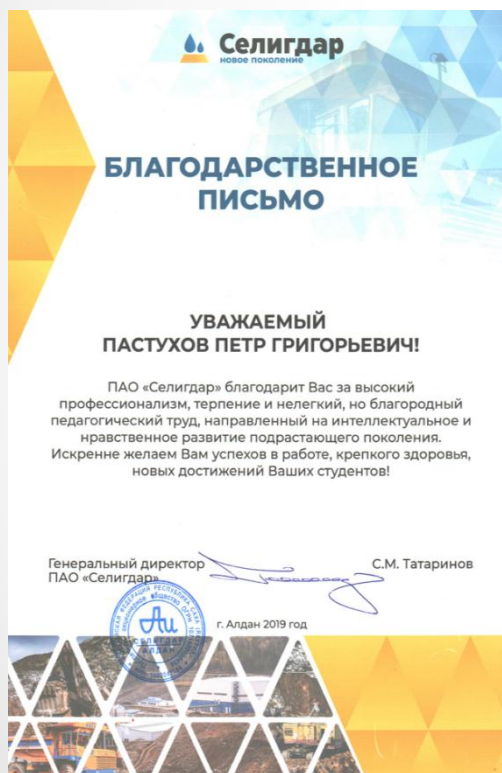 Селигдар
новое поколение
БЛАГОДАРСТВЕННОЕ
ПИСЬМО
УВАЖАЕМЫЙ
ПАСТУХОВ ПЕТР ГРИГОРЬЕВИЧ!
ПАО «Селигдар» благодарит Вас за высокий
профессионализм, терпение и нелегкий, но благородный
педагогический труд, направленный на интеллектуальное и
нравственное развитие подрастающего поколения.
Искренне желаем Вам успехов в работе, крепкого здоровья,
новых достижений Ваших студентов!
Генеральный директор С.М. Татаринов
ПАО «Селигдар»
г. Алдан 2019 год
СЕЛИГДАР
АЛДАН